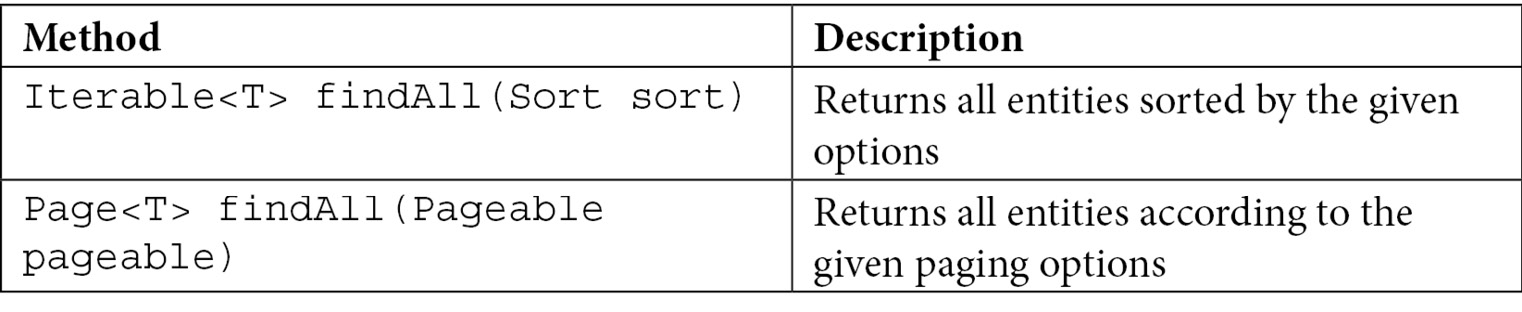 Method
Description
Iterable<T> findAll(Sort sort)
Returns all entities sorted by the given
options
Page<T> findAll(Pageable
pageable)
Returns all entities according to the
given paging options